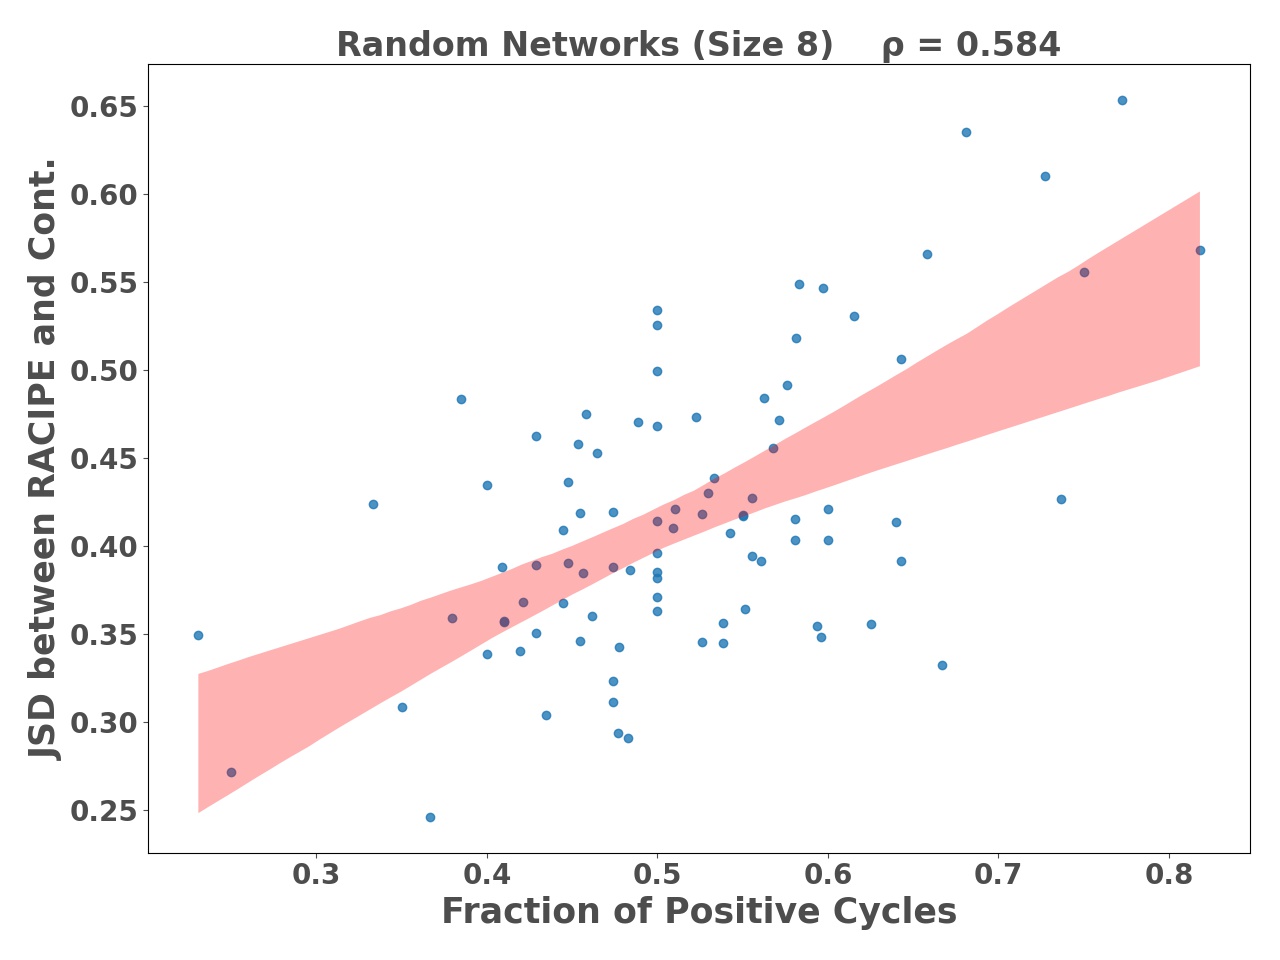 Random Networks (Size 8)    ρ = 0.584
JSD between RACIPE and Cont.
0.65
0.60
0.55
0.50
0.45
0.40
0.35
0.30
0.25
0.3 0.4 0.5 0.6 0.7 0.8
Fraction of Positive Cycles